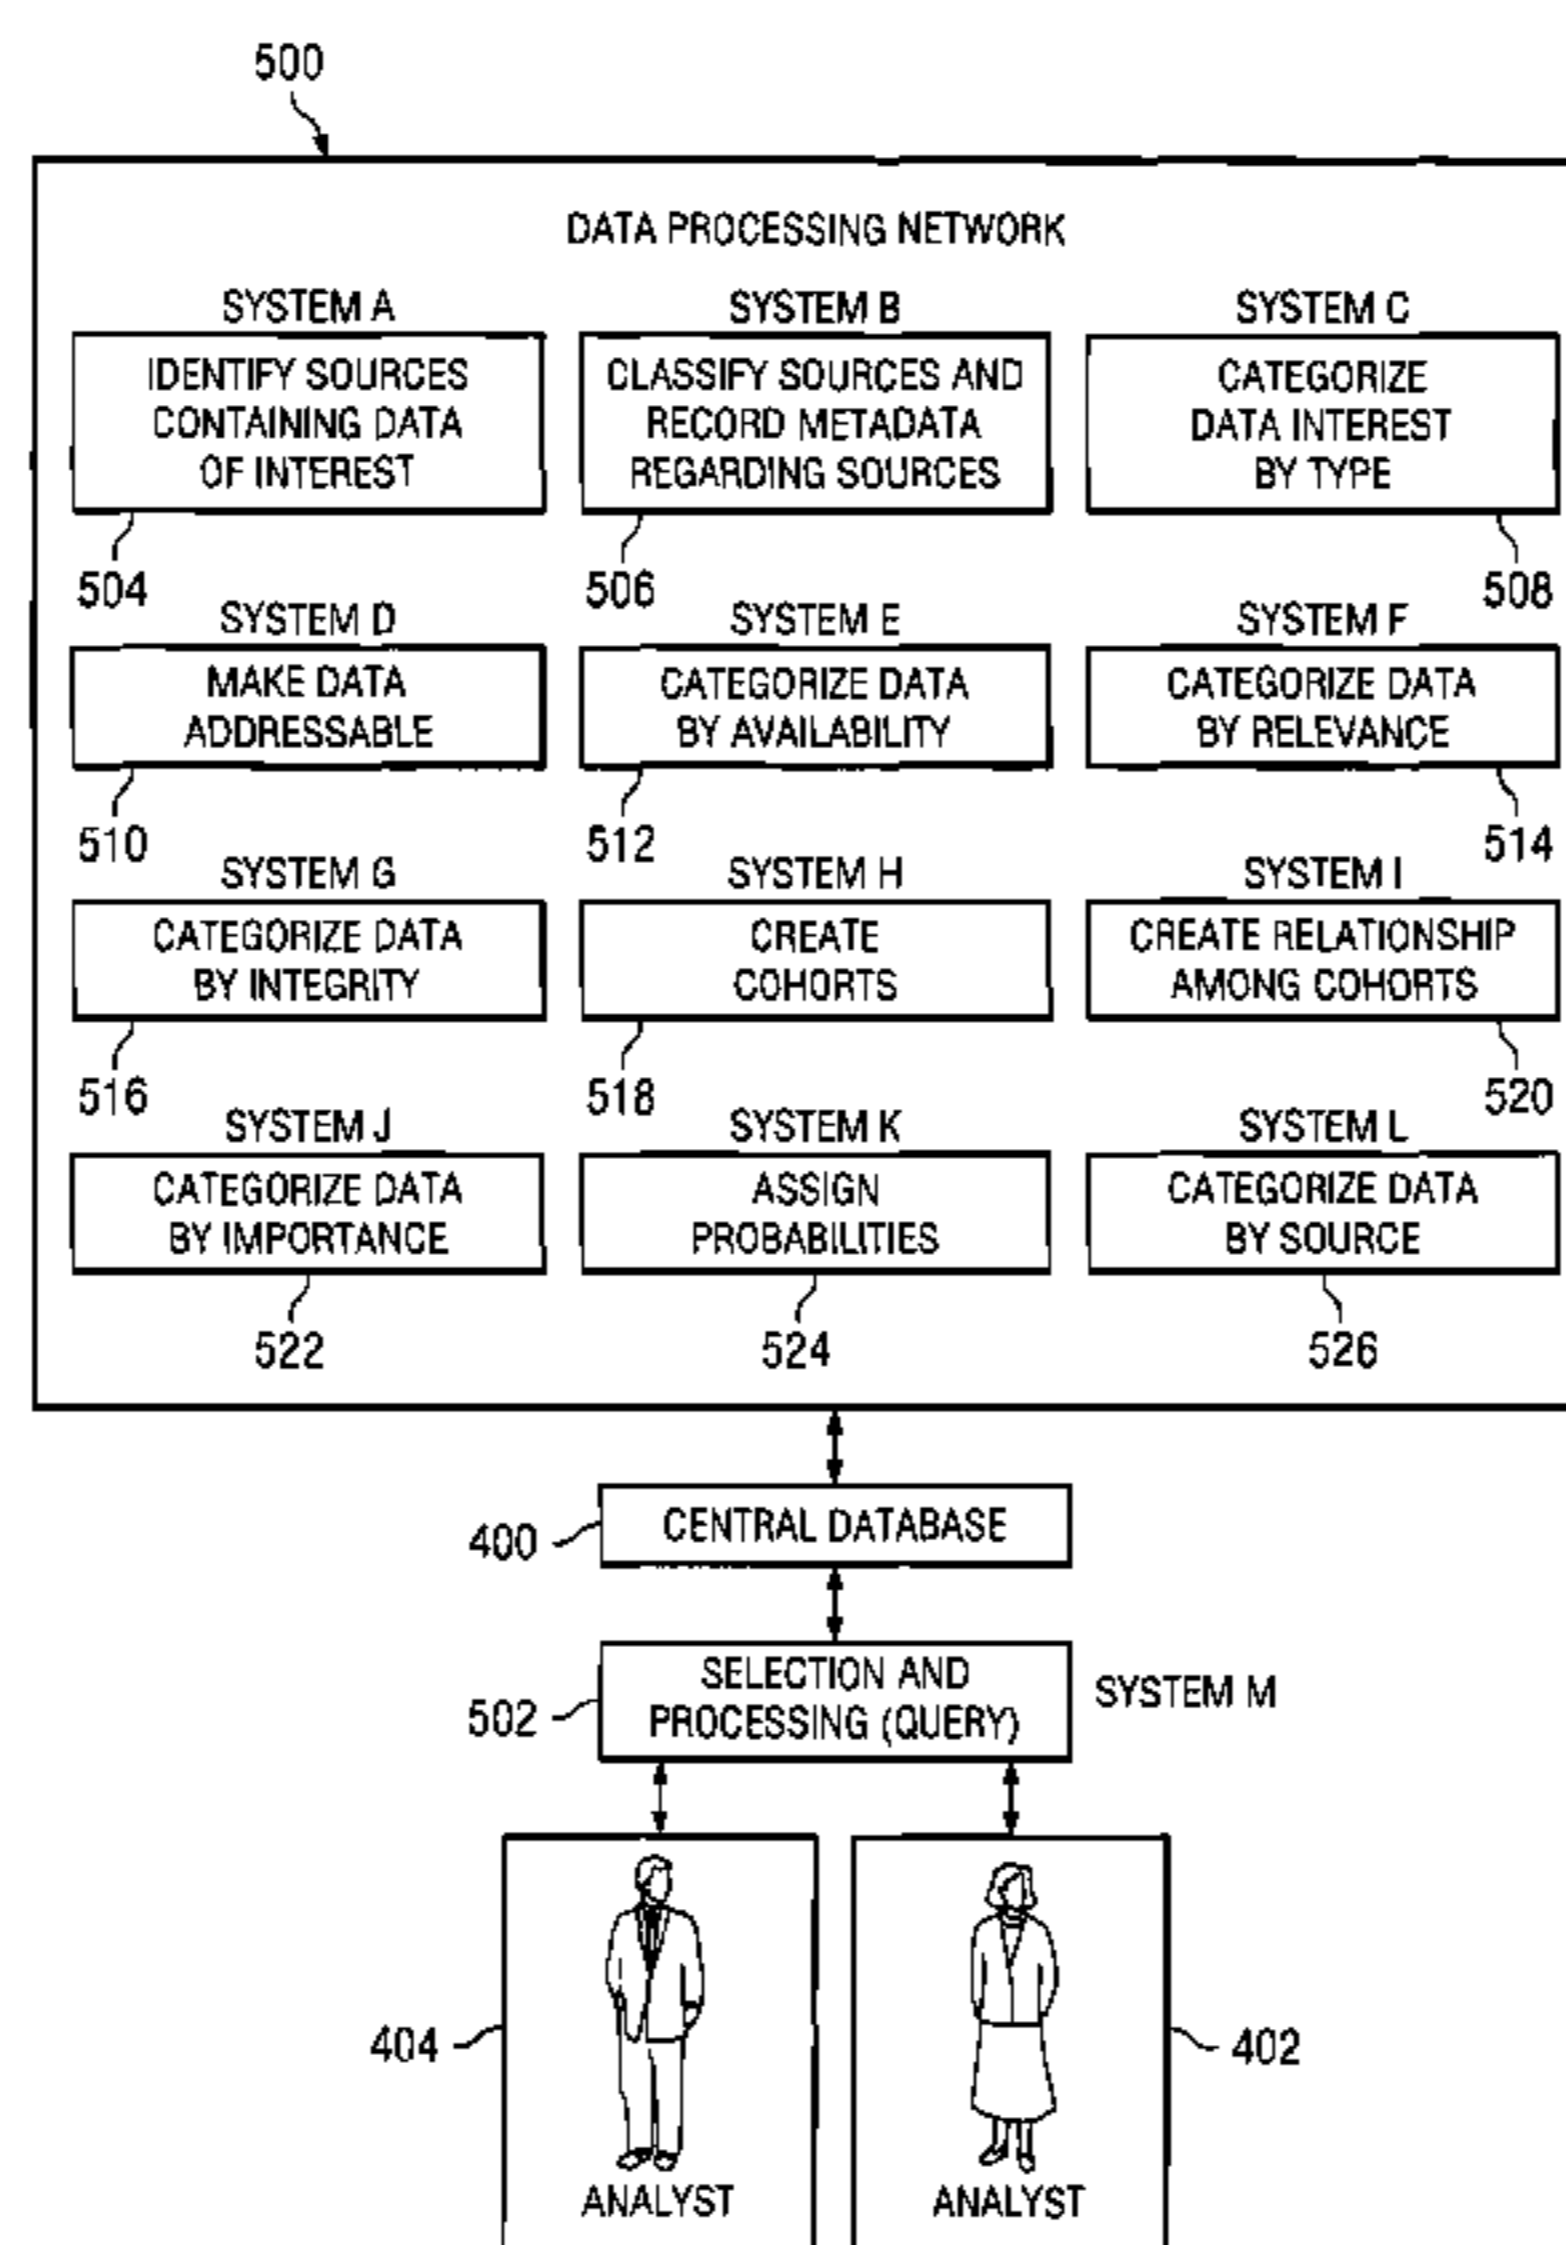 500
DATA PROCESSING NETWORK
SYSTEM A
IDENTIFY SOURCES
CONTAINING DATA
OF INTEREST
504
SYSTEM B
CLASSIFY SOURCES AND
RECORD METADATA
REGARDING SOURCES
506
SYSTEM C
CATEGORIZE
DATA INTEREST
BY TYPE
508
SYSTEM D
MAKE DATA
ADDRESSABLE
510
SYSTEM E
CATEGORIZE DATA
BY AVAILABILITY
512
SYSTEM F
CATEGORIZE DATA
BY RELEVANCE
514
SYSTEM G
CATEGORIZE DATA
BY INTEGRITY
516
SYSTEM H
CREATE
COHORTS
518
SYSTEM I
CREATE RELATIONSHIP
AMONG COHORTS
520
SYSTEM J
CATEGORIZE DATA
BY IMPORTANCE
522
SYSTEM K
ASSIGN
PROBABILITIES
524
SYSTEM L
CATEGORIZE DATA
BY SOURCE
526
400
CENTRAL DATABASE
502
SELECTION AND
PROCESSING (QUERY)
SYSTEM M
404
ANALYST
402
ANALYST